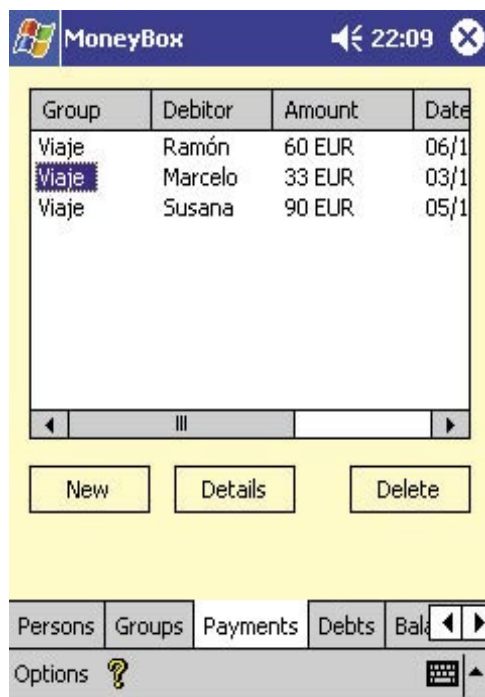 MoneyBox 22:09
Group Debitor Amount Date
Viaje Ramón 60 EUR 06/1
Viaje Marcelo 33 EUR 03/1
Viaje Susana 90 EUR 05/1
New Details Delete
Persons Groups Payments Debts Bala
Options